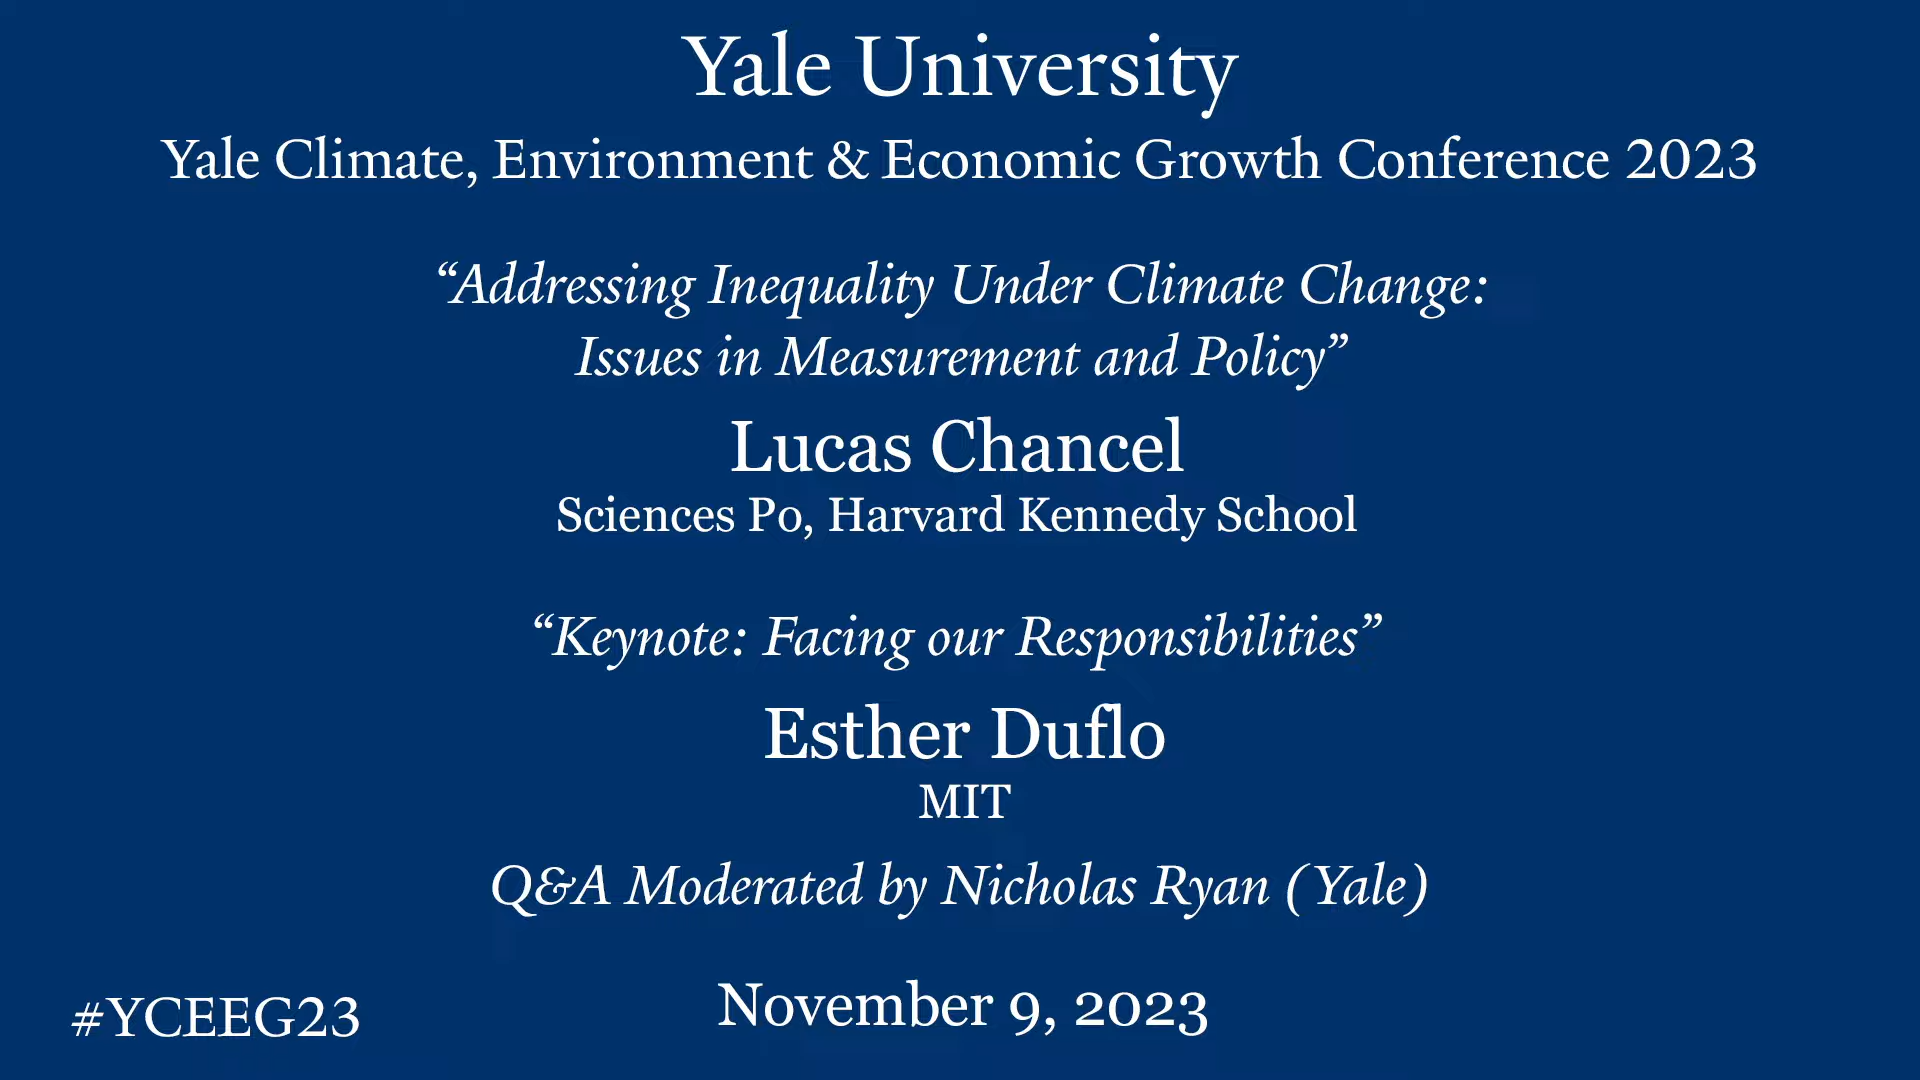 Yale University
Yale Climate, Environment & Economic Growth Conference 2023
“Addressing Inequality Under Climate Change:
Issues in Measurement and Policy”
Lucas Chancel
Sciences Po, Harvard Kennedy School
“Keynote: Facing our Responsibilities”
Esther Duflo
MIT
Q&A Moderated by Nicholas Ryan (Yale)
November 9, 2023
#YCEEG23